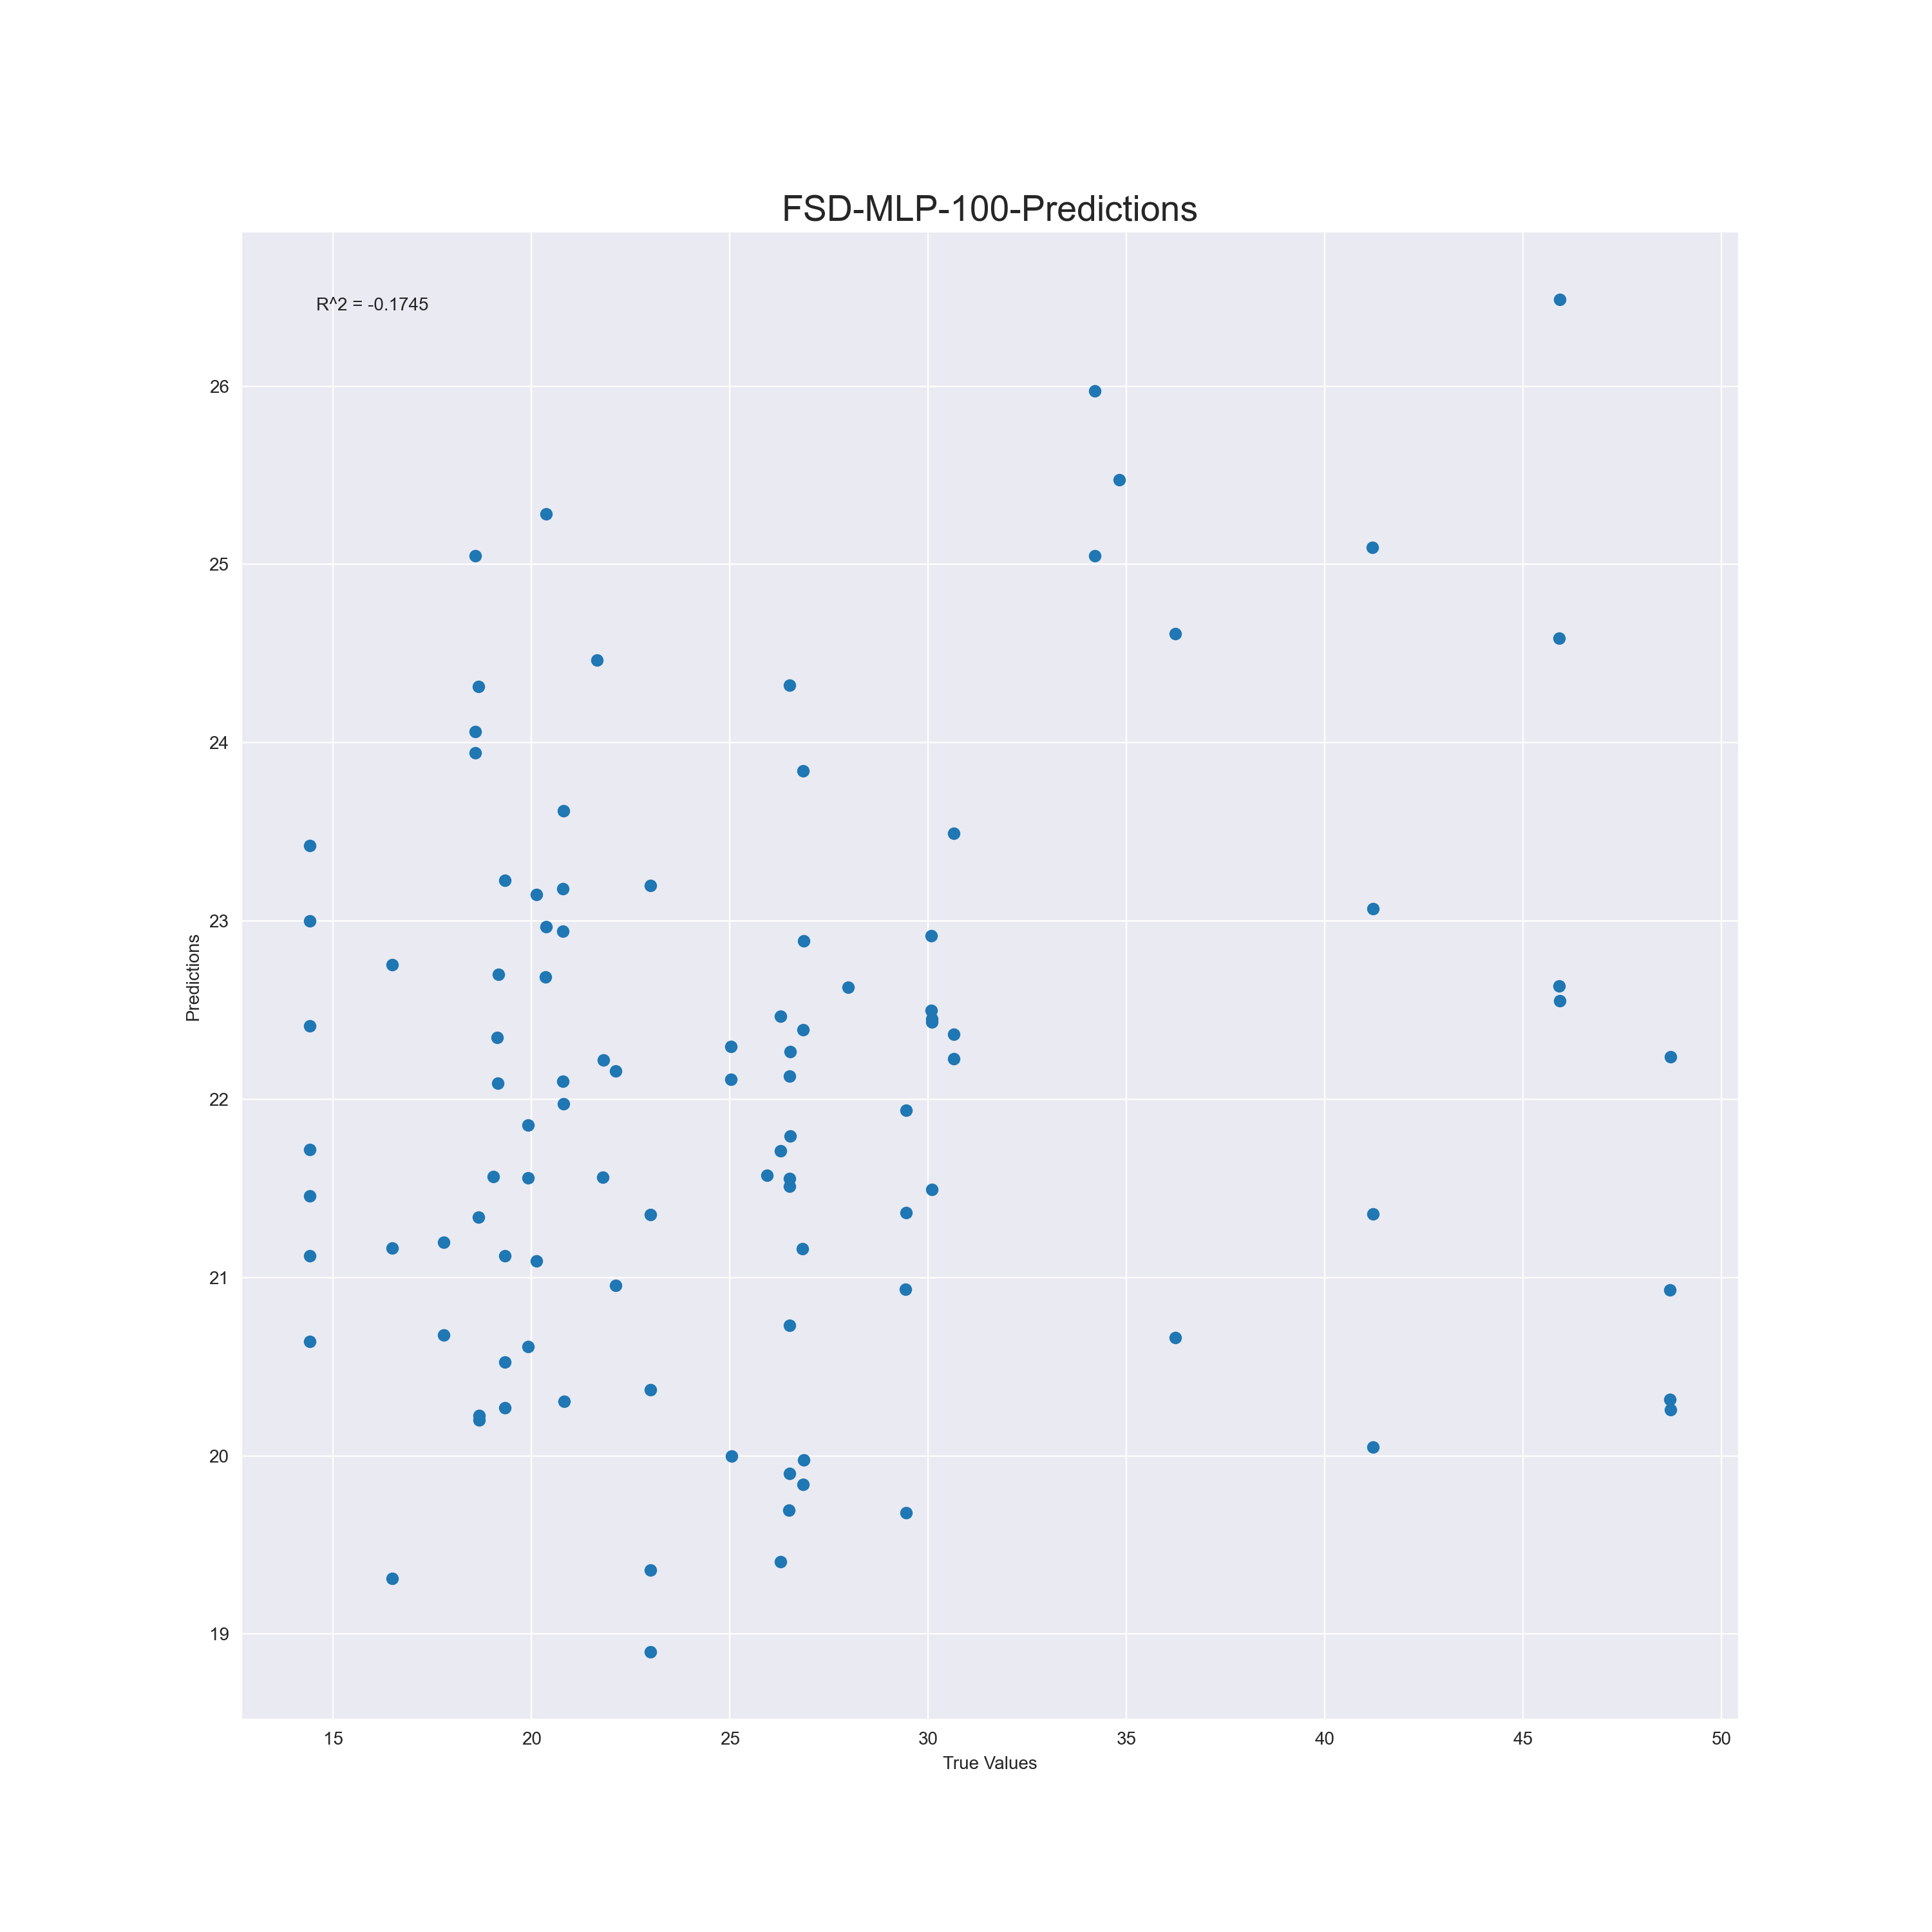 FSD-MLP-100-Predictions
R^2 = -0.1745
26
25
24
23
22
21
20
19
Predictions
15 20 25 30 35 40 45 50
True Values